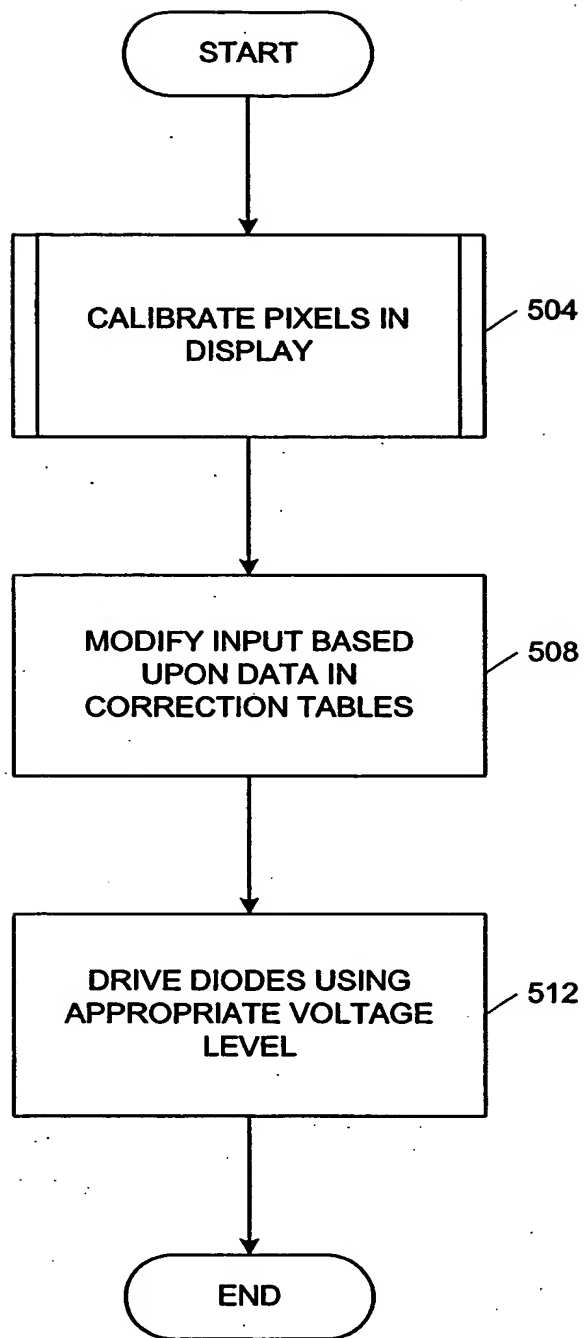 START
CALIBRATE PIXELS IN
DISPLAY
504
MODIFY INPUT BASED
UPON DATA IN
CORRECTION TABLES
508
DRIVE DIODES USING
APPROPRIATE VOLTAGE
LEVEL
512
END